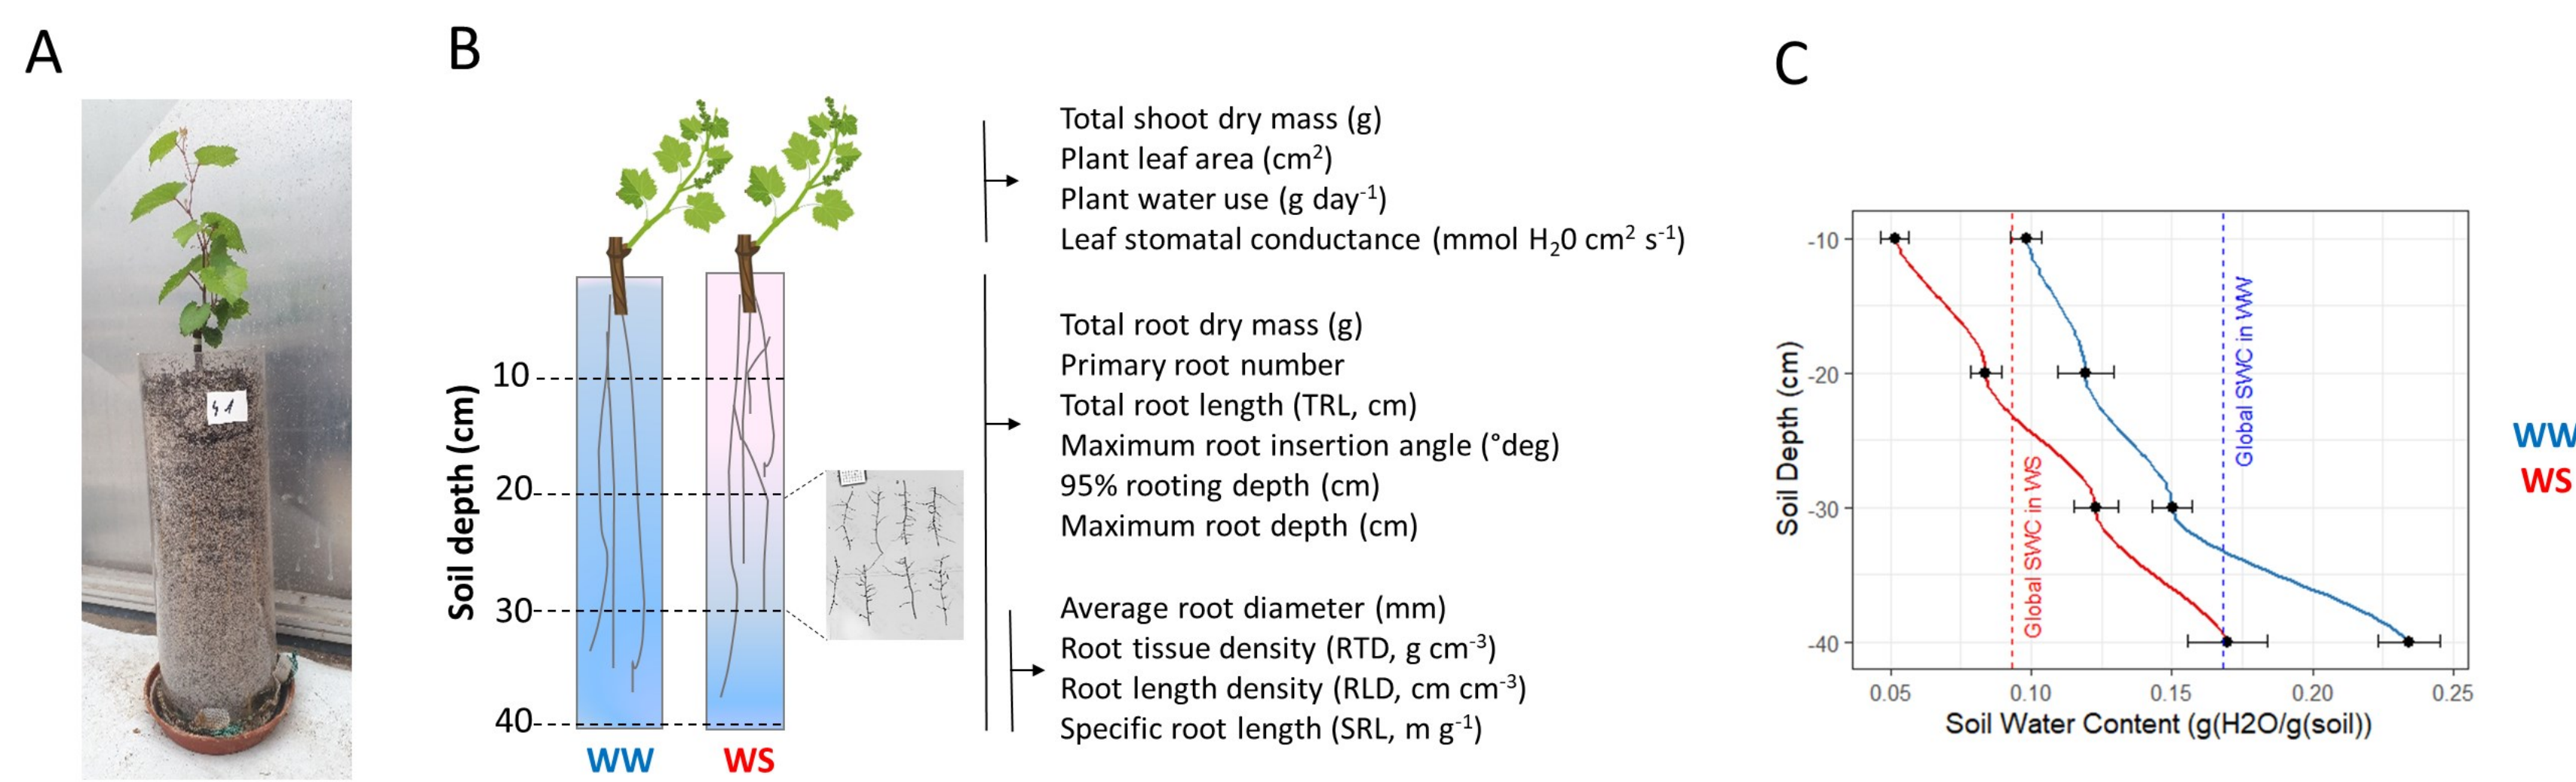 A
41
B
10
20
30
40
Soil depth (cm)
WW
WS
Total shoot dry mass (g)
Plant leaf area (cm²)
Plant water use (g day⁻¹)
Leaf stomatal conductance (mmol H₂0 cm² s⁻¹)
Total root dry mass (g)
Primary root number
Total root length (TRL, cm)
Maximum root insertion angle (°deg)
95% rooting depth (cm)
Maximum root depth (cm)
Average root diameter (mm)
Root tissue density (RTD, g cm⁻³)
Root length density (RLD, cm cm⁻³)
Specific root length (SRL, m g⁻¹)
C
-10
-20
-30
-40
Soil Depth (cm)
Global SWC in WS
Global SWC in WW
0.05 0.10 0.15 0.20 0.25
Soil Water Content (g(H2O/g(soil))
WW
WS